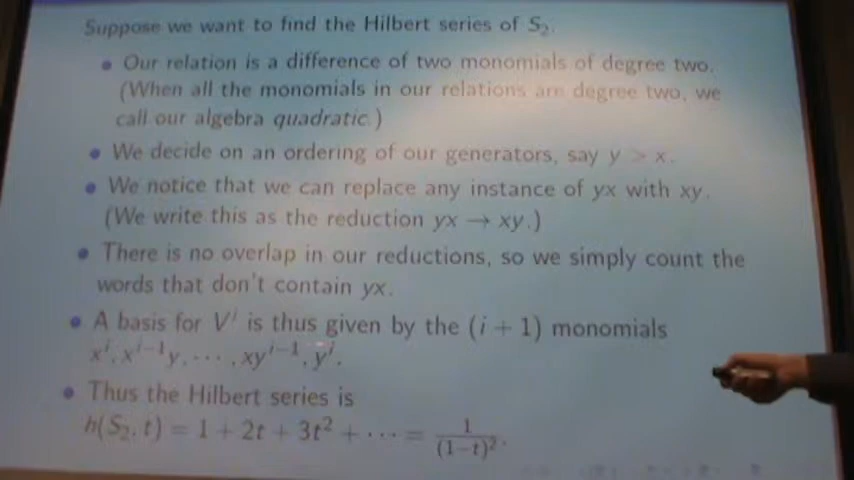 Suppose we want to find the Hilbert series of S₂.
• Our relation is a difference of two monomials of degree two.
(When all the monomials in our relations are degree two, we
call our algebra quadratic.)
• We decide on an ordering of our generators, say y > x.
• We notice that we can replace any instance of yx with xy.
(We write this as the reduction yx → xy.)
• There is no overlap in our reductions, so we simply count the
words that don't contain yx.
• A basis for Vⁱ is thus given by the (i + 1) monomials
xⁱ, xⁱ⁻¹y, ⋯ , xyⁱ⁻¹, yⁱ.
• Thus the Hilbert series is
h(S₂, t) = 1 + 2t + 3t² + ⋯ = 1/(1−t)².